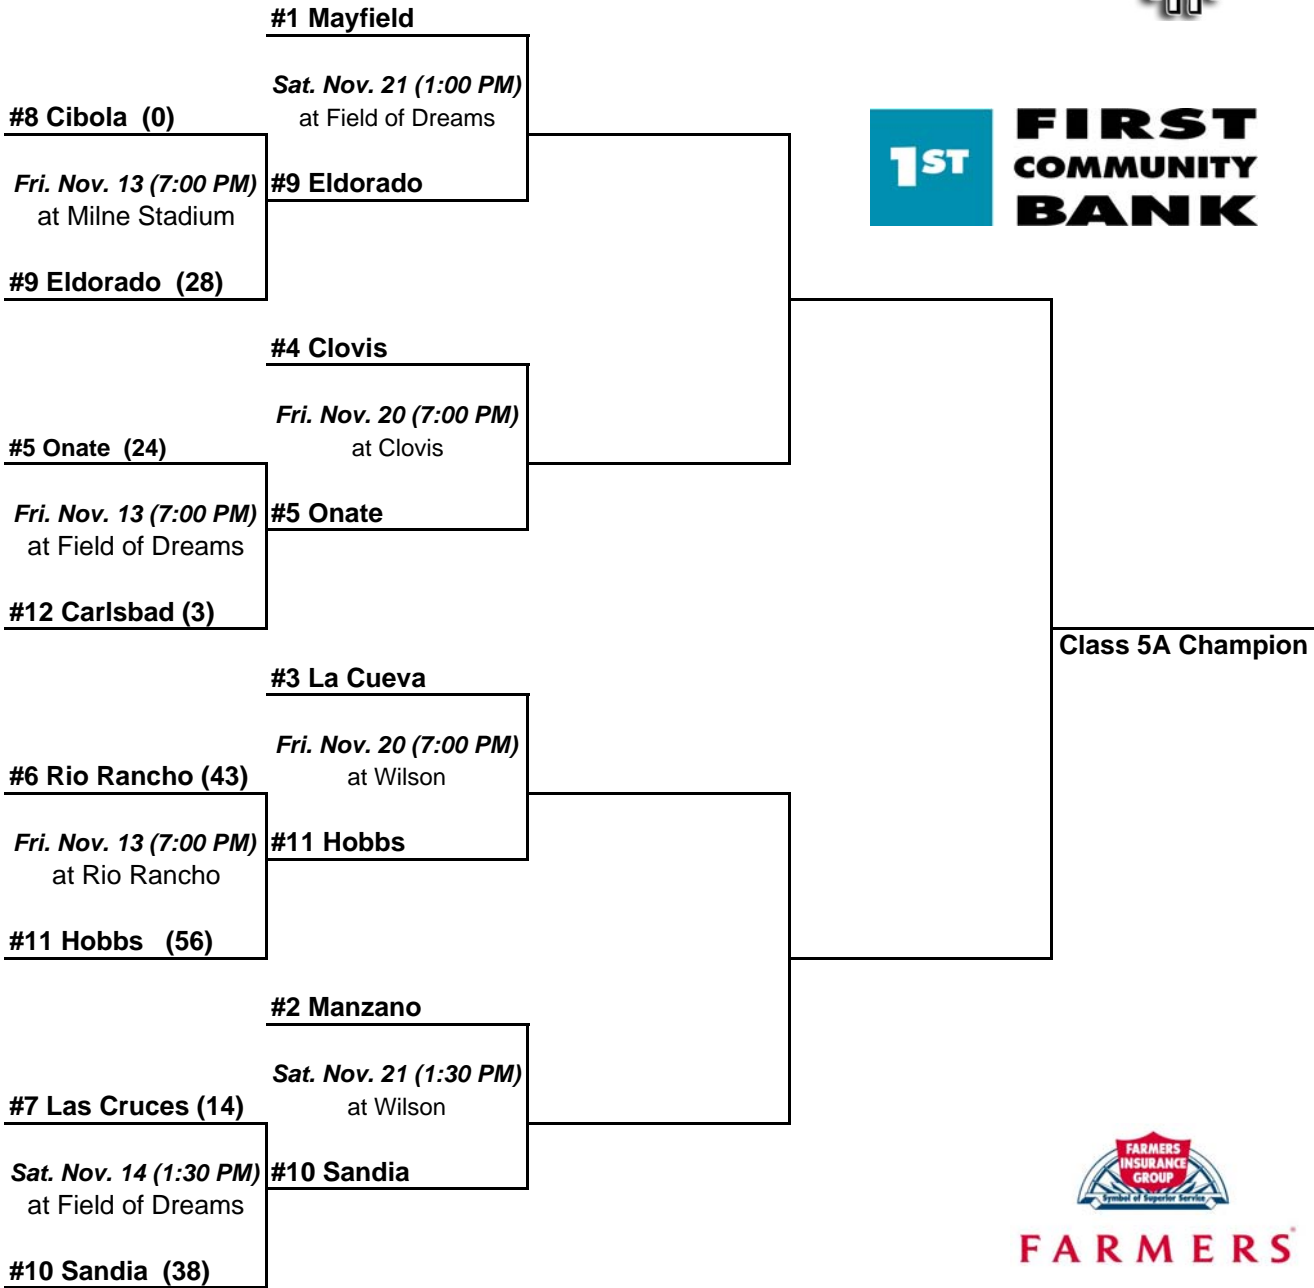 #1 Mayfield
Sat. Nov. 21 (1:00 PM)
at Field of Dreams
#8 Cibola (0)
Fri. Nov. 13 (7:00 PM)
at Milne Stadium
#9 Eldorado
#9 Eldorado (28)
1ST
FIRST
COMMUNITY
BANK
#4 Clovis
Fri. Nov. 20 (7:00 PM)
at Clovis
#5 Onate (24)
Fri. Nov. 13 (7:00 PM)
at Field of Dreams
#5 Onate
#12 Carlsbad (3)
Class 5A Champion
#3 La Cueva
Fri. Nov. 20 (7:00 PM)
at Wilson
#6 Rio Rancho (43)
Fri. Nov. 13 (7:00 PM)
at Rio Rancho
#11 Hobbs
#11 Hobbs (56)
#2 Manzano
Sat. Nov. 21 (1:30 PM)
at Wilson
#7 Las Cruces (14)
Sat. Nov. 14 (1:30 PM)
at Field of Dreams
#10 Sandia
#10 Sandia (38)
FARMERS
INSURANCE
GROUP
Symbol of Superior Service
FARMERS